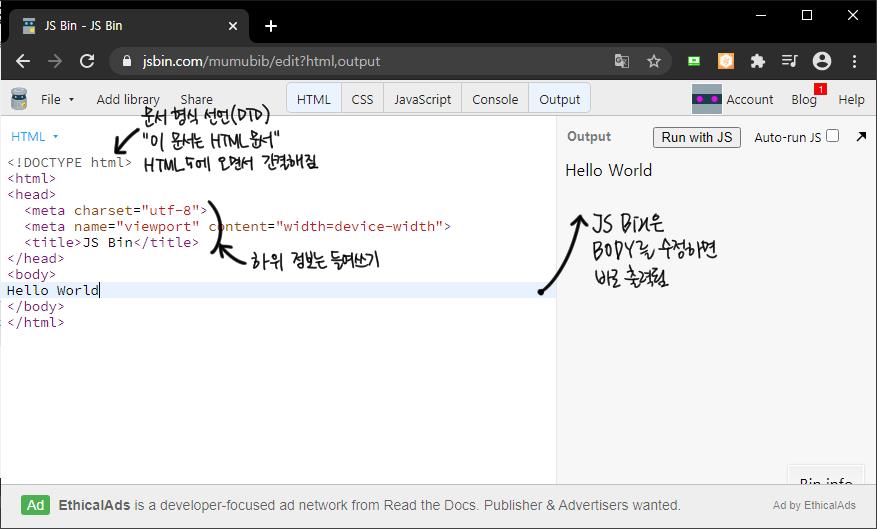 JS Bin - JS Bin
jsbin.com/mumubib/edit?html,output
File Add library Share HTML CSS JavaScript Console Output Account Blog 1 Help
문서 형식 선언(DTD)
"이 문서는 HTML문서"
HTML5에 오면서 간결해짐
HTML
<!DOCTYPE html>
<html>
<head>
<meta charset="utf-8">
<meta name="viewport" content="width=device-width">
<title>JS Bin</title>
</head>
<body>
Hello World
</body>
</html>
하위 정보는 들여쓰기
Output Run with JS Auto-run JS
Hello World
JS Bin은
BODY를 수정하면
바로 출력됨
Bin info
Ad EthicalAds is a developer-focused ad network from Read the Docs. Publisher & Advertisers wanted. Ad by EthicalAds